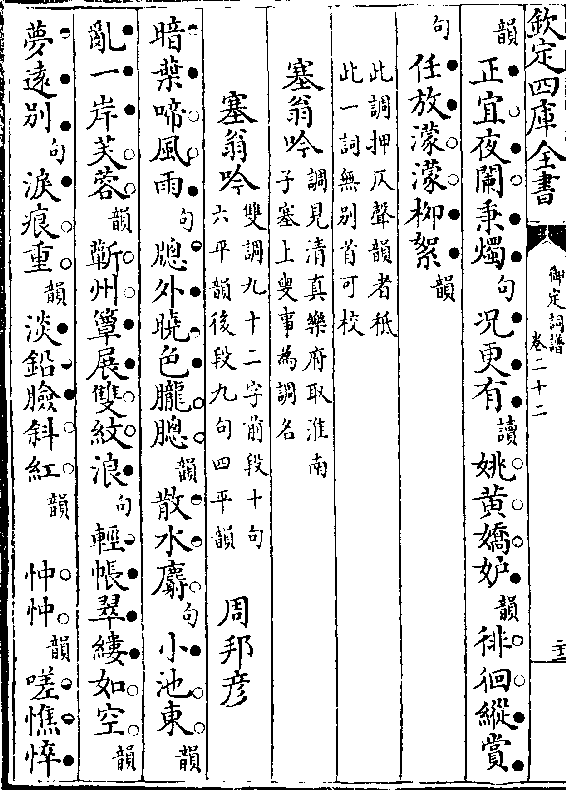 欽定四庫全書
御定詞譜
卷二十二
韻正宜夜闌秉燭句況更有讀姚黄嬌妒韻徘徊縱賞
句任放濛濛栁絮韻
此調押仄聲韻者秪
此一詞無别首可校
塞翁吟調見清真樂府取淮南
子塞上叟事為調名
塞翁吟雙調九十二字前段十句
六平韻後段九句四平韻 周邦彦
暗葉啼風雨句牕外曉色朧朧韻散水麝句小池東韻
亂一岸芙蓉韻蘄州簟展雙紋浪句輕帳翠縷如空韻
夢逺别句淚痕重韻淡鉛臉斜紅韻 忡忡韻嗟憔悴